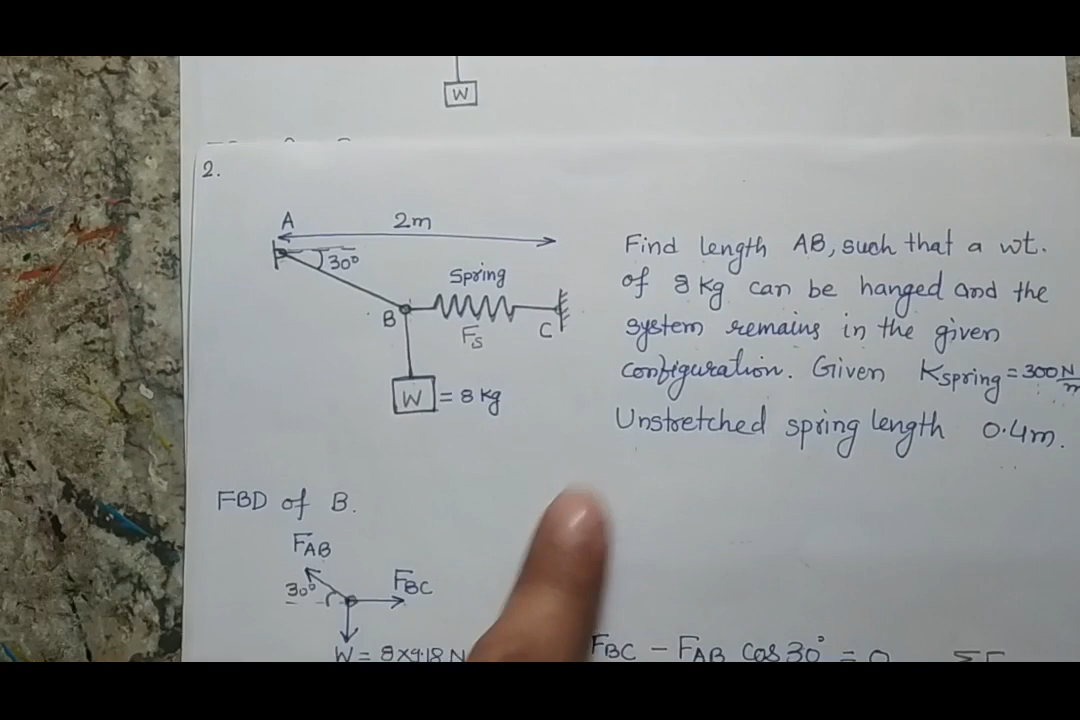 W
2.
A
2m
30°
Spring
B
Fs
C
W = 8 kg
Find length AB, such that a wt.
of 8 kg can be hanged and the
system remains in the given
configuration. Given Kspring = 300 N/m
Unstretched spring length 0.4m.
FBD of B.
FAB
30°
FBC
W = 8×9.18 N
FBC - FAB cos 30° = 0